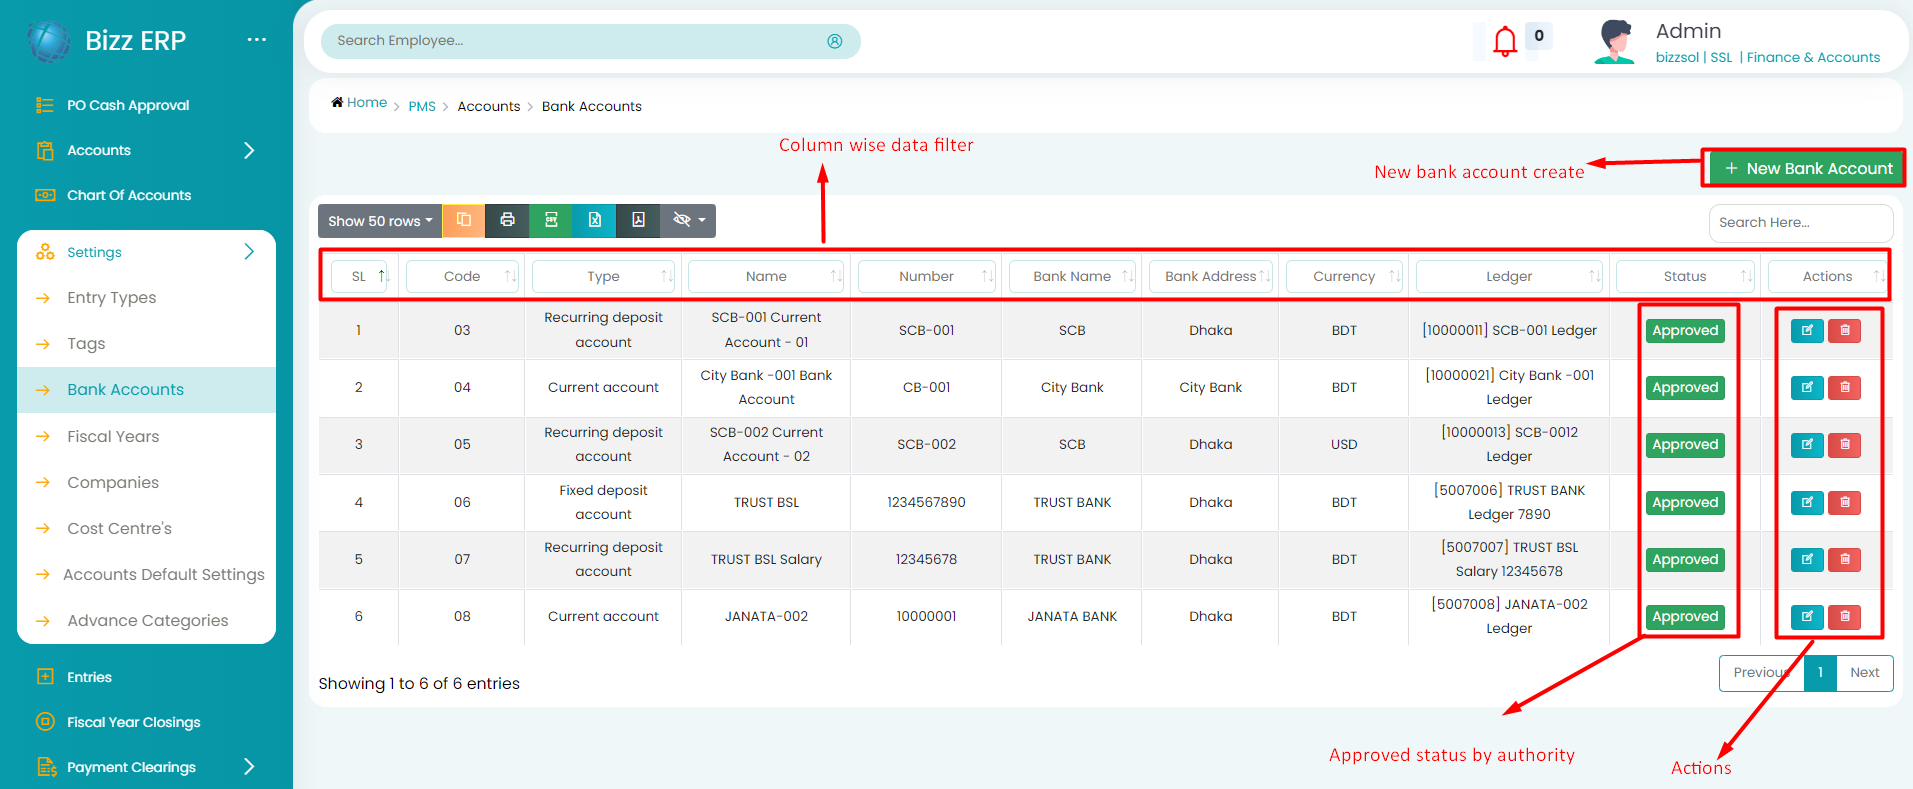 Bizz ERP
PO Cash Approval
Accounts
Chart Of Accounts
Settings
Entry Types
Tags
Bank Accounts
Fiscal Years
Companies
Cost Centre's
Accounts Default Settings
Advance Categories
Entries
Fiscal Year Closings
Payment Clearings
Search Employee...
0
Admin
bizzsol | SSL | Finance & Accounts
Home > PMS > Accounts > Bank Accounts
Column wise data filter
New bank account create
+ New Bank Account
Show 50 rows
CSV
Search Here...
SL Code Type Name Number Bank Name Bank Address Currency Ledger Status Actions
1 03 Recurring deposit account SCB-001 Current Account - 01 SCB-001 SCB Dhaka BDT [10000011] SCB-001 Ledger Approved
2 04 Current account City Bank -001 Bank Account CB-001 City Bank City Bank BDT [10000021] City Bank -001 Ledger Approved
3 05 Recurring deposit account SCB-002 Current Account - 02 SCB-002 SCB Dhaka USD [10000013] SCB-0012 Ledger Approved
4 06 Fixed deposit account TRUST BSL 1234567890 TRUST BANK Dhaka BDT [5007006] TRUST BANK Ledger 7890 Approved
5 07 Recurring deposit account TRUST BSL Salary 12345678 TRUST BANK Dhaka BDT [5007007] TRUST BSL Salary 12345678 Approved
6 08 Current account JANATA-002 10000001 JANATA BANK Dhaka BDT [5007008] JANATA-002 Ledger Approved
Showing 1 to 6 of 6 entries
Previous 1 Next
Approved status by authority
Actions